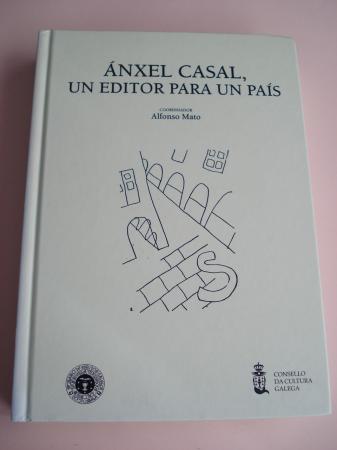 ÁNXEL CASAL,
UN EDITOR PARA UN PAÍS
COORDINADOR
Alfonso Mato
CONSELLO
DA CULTURA
GALEGA